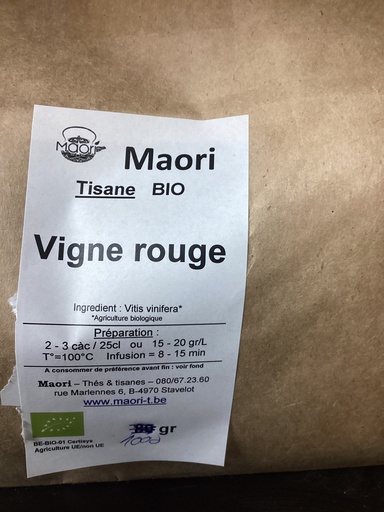 Maori
Maori
Tisane BIO
Vigne rouge
Ingredient : Vitis vinifera*
*Agriculture biologique
Préparation :
2 - 3 càc / 25cl ou 15 - 20 gr/L
T°=100°C Infusion = 8 - 15 min
A consommer de préférence avant fin : voir fond
Maori – Thés & tisanes – 080/67.23.60
rue Marlennes 6, B-4970 Stavelot
www.maori-t.be
80 gr
100g
BE-BIO-01 Certisys
Agriculture UE/non UE